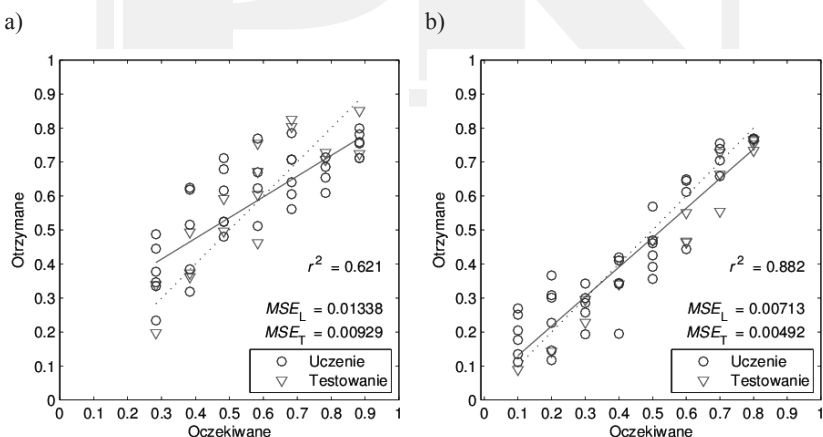 a)
1
0.9
0.8
0.7
0.6
0.5
0.4
0.3
0.2
0.1
0
Otrzymane
r² = 0.621
MSE_L = 0.01338
MSE_T = 0.00929
Uczenie
Testowanie
0 0.1 0.2 0.3 0.4 0.5 0.6 0.7 0.8 0.9 1
Oczekiwane
b)
1
0.9
0.8
0.7
0.6
0.5
0.4
0.3
0.2
0.1
0
Otrzymane
r² = 0.882
MSE_L = 0.00713
MSE_T = 0.00492
Uczenie
Testowanie
0 0.1 0.2 0.3 0.4 0.5 0.6 0.7 0.8 0.9 1
Oczekiwane